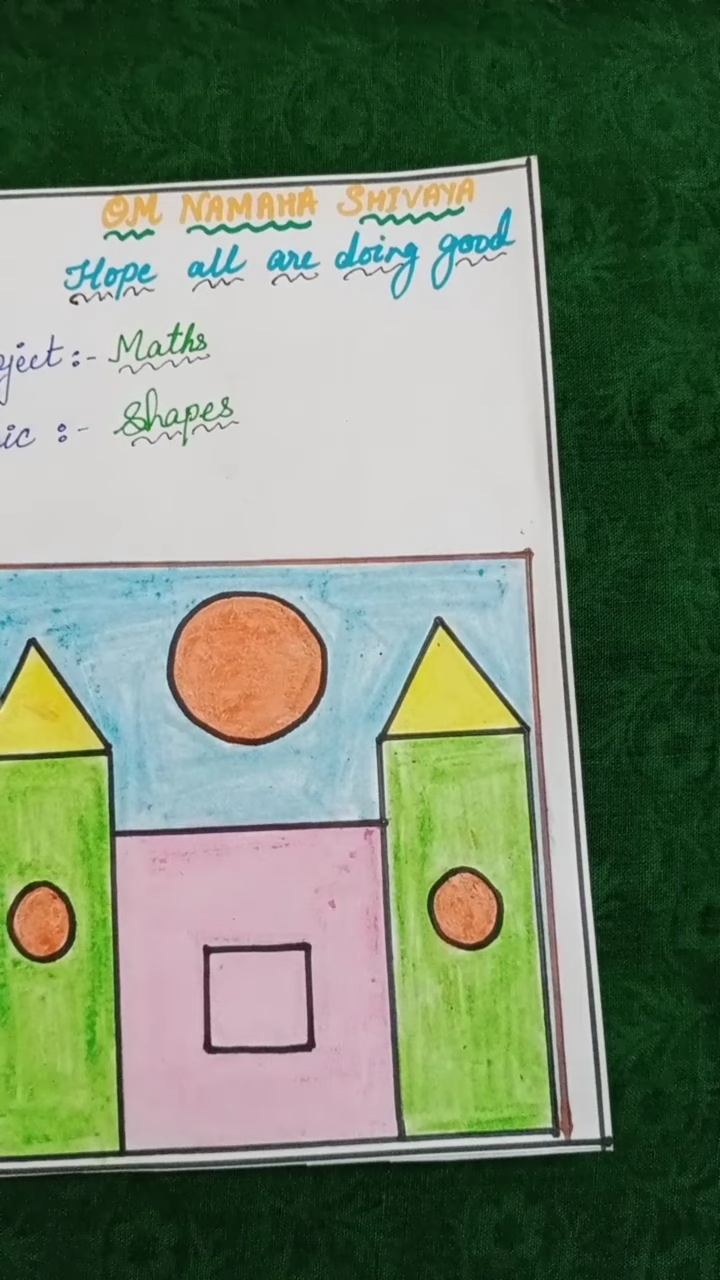 OM NAMAHA SHIVAYA
Hope all are doing good
ject :- Maths
ic :- Shapes